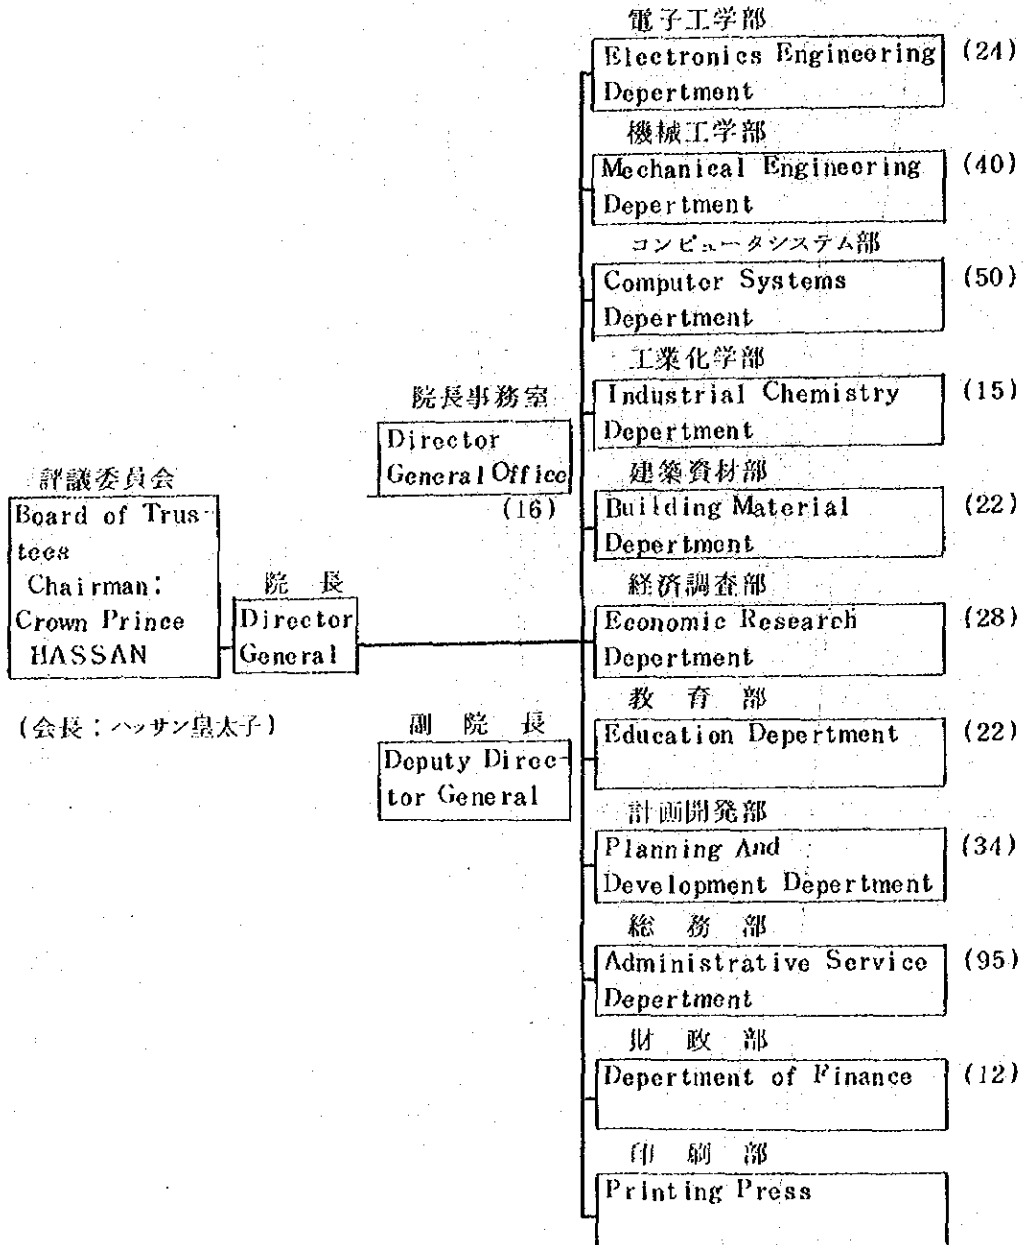 電子工学部
Electronics Engineering (24)
Depertment
機械工学部
Mechanical Engineering (40)
Depertment
コンピュータシステム部
Computer Systems (50)
Depertment
工業化学部
Industrial Chemistry (15)
Depertment
院長事務室
Director
General Office
(16)
建築資材部
Building Material (22)
Depertment
評議委員会
Board of Trus-
tees
Chairman:
Crown Prince
HASSAN
(会長：ハッサン皇太子)
院 長
Director
General
経済調査部
Economic Research (28)
Depertment
副 院 長
Deputy Direc-
tor General
教 育 部
Education Depertment (22)
計画開発部
Planning And (34)
Development Depertment
総 務 部
Administrative Service (95)
Depertment
財 政 部
Depertment of Finance (12)
印 刷 部
Printing Press